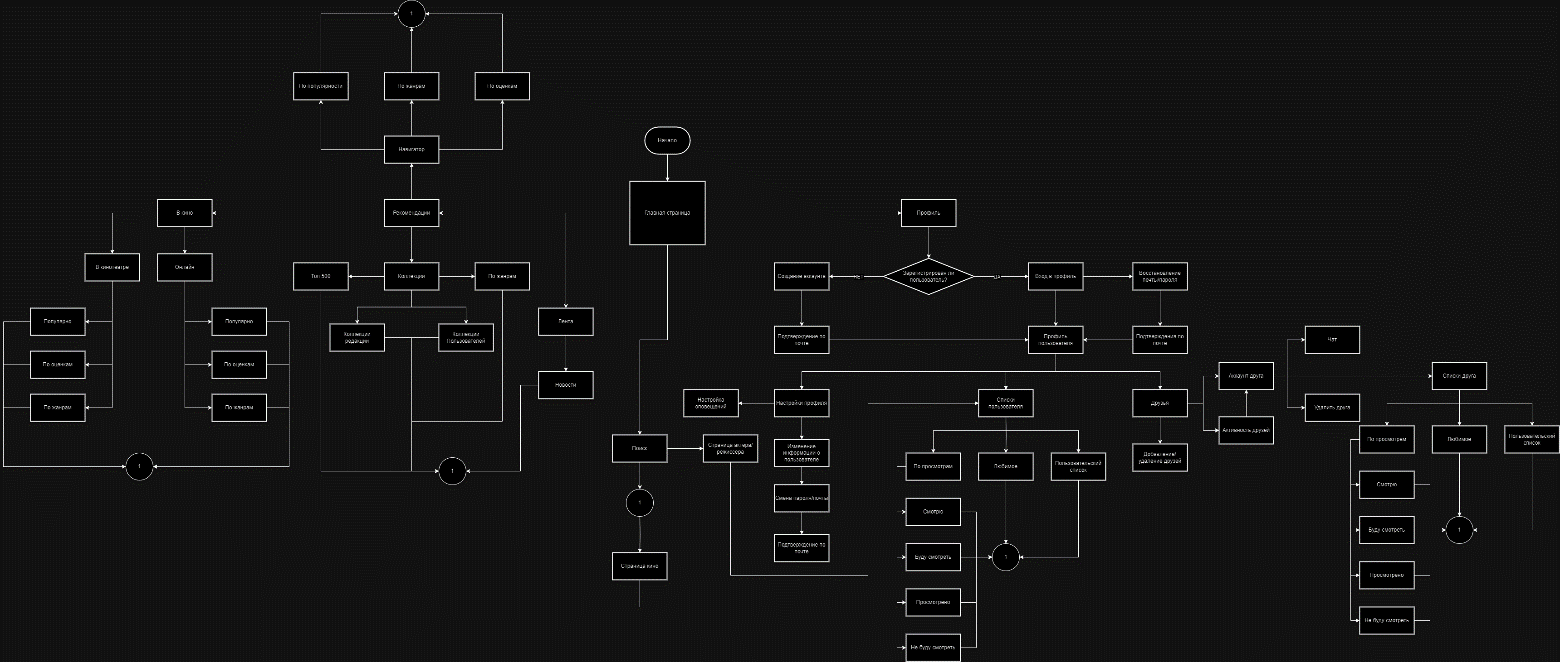 1
По популярности
По жанрам
По оценкам
Навигатор
Начало
В кино
Рекомендации
Главная страница
Профиль
В кинотеатре
Онлайн
Топ 500
Коллекции
По жанрам
Создание аккаунта
НЕТ
Зарегистрирован ли
пользователь?
ДА
Вход в профиль
Восстановление
почты/пароля
Популярно
Популярно
Коллекции
редакции
Коллекции
пользователей
Лента
Подтверждение по
почте
Профиль
пользователя
Подтверждения по
почте
Чат
По оценкам
По оценкам
Новости
Аккаунт друга
Списки друга
По жанрам
По жанрам
Настройка
оповещений
Настройки профиля
Списки
пользователя
Друзья
Удалить друга
Активность друзей
Поиск
Страница актера/
режиссера
Изменение
информации о
пользователе
Добавление/
удаление друзей
По просмотрам
Любимое
Пользовательский
список
1
1
По просмотрам
Любимое
Пользовательский
список
Смотрю
Смена пароля/почты
1
Смотрю
Буду смотреть
1
Подтверждение по
почте
Буду смотреть
1
Страница кино
Просмотрено
Просмотрено
Не буду смотреть
Не буду смотреть